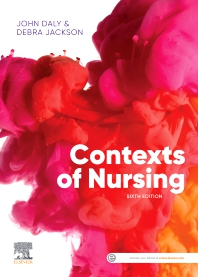 JOHN DALY &
DEBRA JACKSON
Contexts
of Nursing
SIXTH EDITION
ELSEVIER